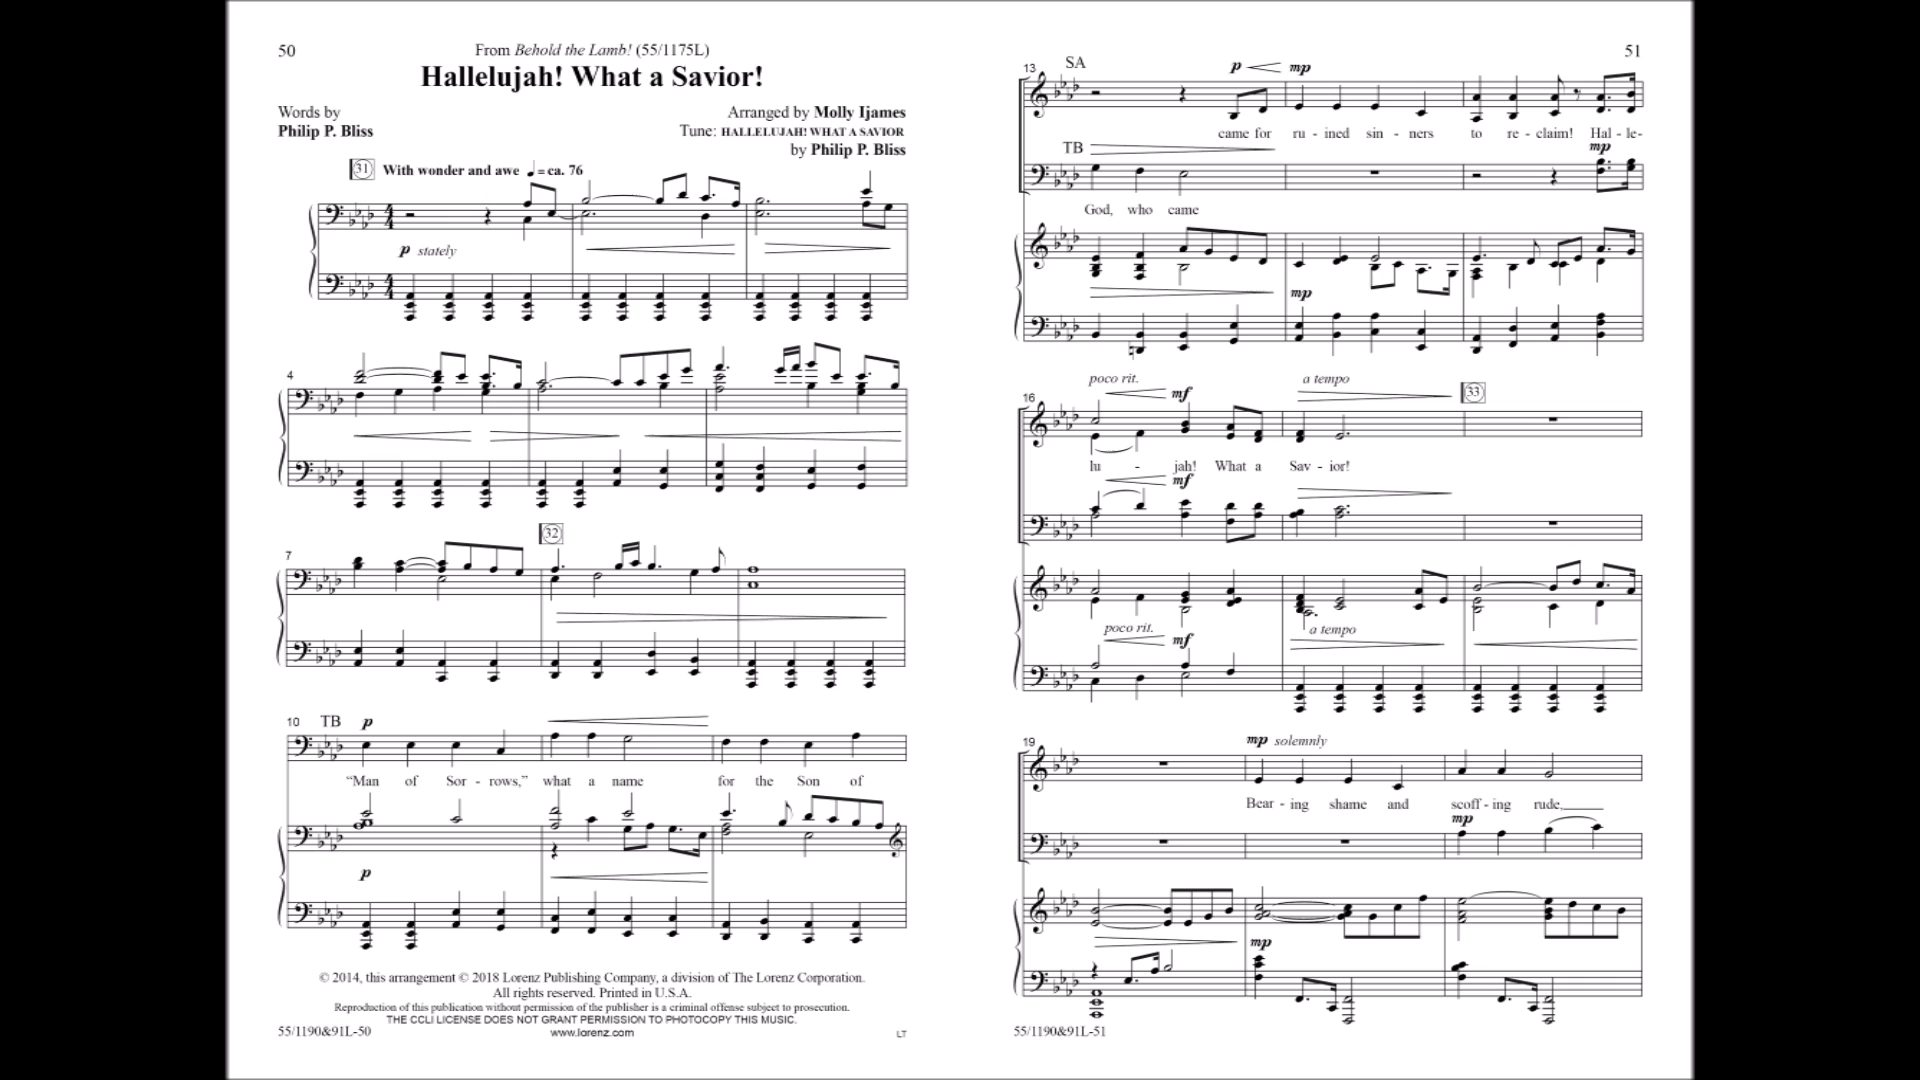 50
From Behold the Lamb! (55/1175L)
Hallelujah! What a Savior!
Words by
Philip P. Bliss
Arranged by Molly Ijames
Tune: HALLELUJAH! WHAT A SAVIOR
by Philip P. Bliss
31 With wonder and awe ♩ = ca. 76
p stately
4
4
4
4
4
7
32
10 TB p
“Man of Sor - rows,” what a name for the Son of
p
© 2014, this arrangement © 2018 Lorenz Publishing Company, a division of The Lorenz Corporation.
All rights reserved. Printed in U.S.A.
Reproduction of this publication without permission of the publisher is a criminal offense subject to prosecution.
THE CCLI LICENSE DOES NOT GRANT PERMISSION TO PHOTOCOPY THIS MUSIC.
www.lorenz.com
55/1190&91L-50
LT
51
13 SA p mp
came for ru - ined sin - ners to re - claim! Hal - le-
TB mp
God, who came
mp
poco rit. a tempo
16 mf 33
lu - jah! What a Sav - ior!
mf
poco rit. mf a tempo
19 mp solemnly
Bear - ing shame and scoff - ing rude,
mp
mp
55/1190&91L-51